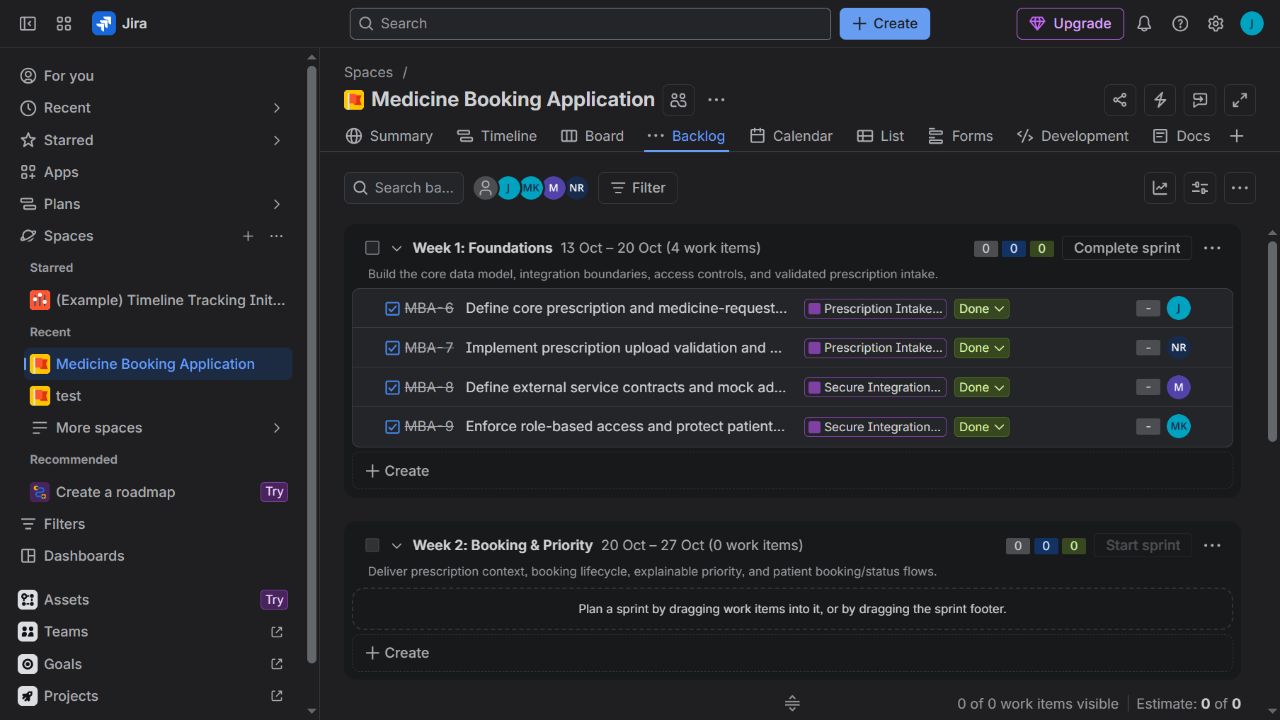 Jira
Search
Create
Upgrade
J
For you
Recent
Starred
Apps
Plans
Spaces
Starred
(Example) Timeline Tracking Init...
Recent
Medicine Booking Application
test
More spaces
Recommended
Create a roadmap
Try
Filters
Dashboards
Assets
Try
Teams
Goals
Projects
Spaces /
Medicine Booking Application
Summary
Timeline
Board
Backlog
Calendar
List
Forms
Development
Docs
Search ba...
J
MK
M
NR
Filter
Week 1: Foundations 13 Oct – 20 Oct (4 work items)
0 0 0
Complete sprint
Build the core data model, integration boundaries, access controls, and validated prescription intake.
MBA-6 Define core prescription and medicine-request... Prescription Intake... Done - J
MBA-7 Implement prescription upload validation and ... Prescription Intake... Done - NR
MBA-8 Define external service contracts and mock ad... Secure Integration... Done - M
MBA-9 Enforce role-based access and protect patient... Secure Integration... Done - MK
Create
Week 2: Booking & Priority 20 Oct – 27 Oct (0 work items)
0 0 0
Start sprint
Deliver prescription context, booking lifecycle, explainable priority, and patient booking/status flows.
Plan a sprint by dragging work items into it, or by dragging the sprint footer.
Create
0 of 0 work items visible
Estimate: 0 of 0